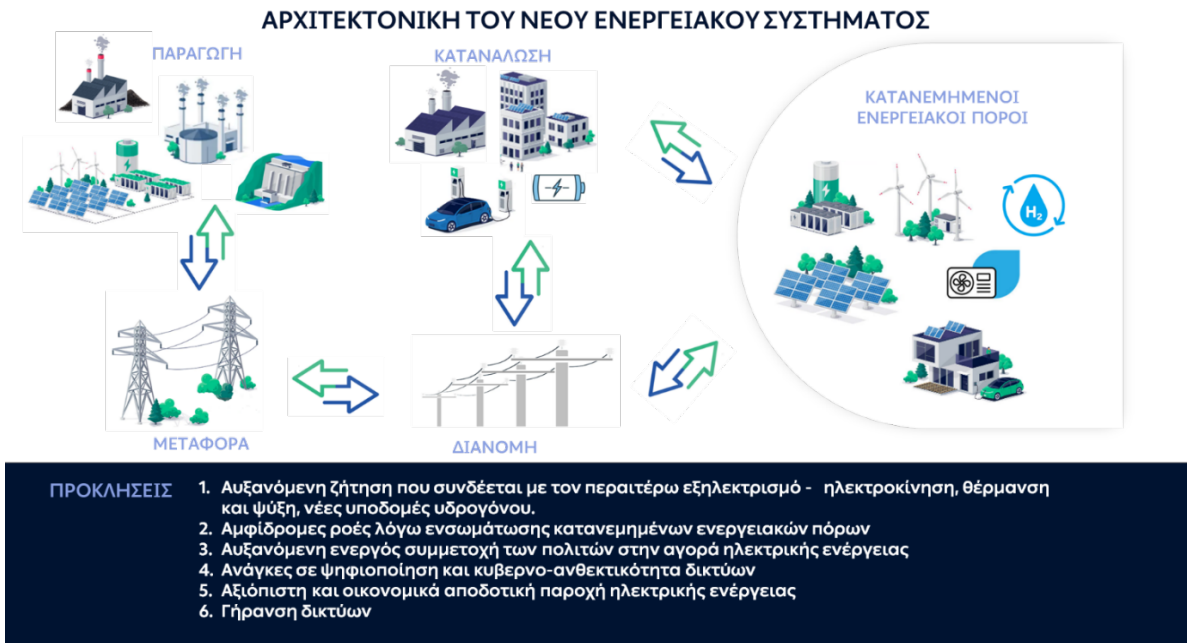 ΑΡΧΙΤΕΚΤΟΝΙΚΗ ΤΟΥ ΝΕΟΥ ΕΝΕΡΓΕΙΑΚΟΥ ΣΥΣΤΗΜΑΤΟΣ
ΠΑΡΑΓΩΓΗ
ΚΑΤΑΝΑΛΩΣΗ
ΚΑΤΑΝΕΜΗΜΕΝΟΙ
ΕΝΕΡΓΕΙΑΚΟΙ ΠΟΡΟΙ
H₂
ΜΕΤΑΦΟΡΑ
ΔΙΑΝΟΜΗ
ΠΡΟΚΛΗΣΕΙΣ
1. Αυξανόμενη ζήτηση που συνδέεται με τον περαιτέρω εξηλεκτρισμό - ηλεκτροκίνηση, θέρμανση
και ψύξη, νέες υποδομές υδρογόνου.
2. Αμφίδρομες ροές λόγω ενσωμάτωσης κατανεμημένων ενεργειακών πόρων
3. Αυξανόμενη ενεργός συμμετοχή των πολιτών στην αγορά ηλεκτρικής ενέργειας
4. Ανάγκες σε ψηφιοποίηση και κυβερνο-ανθεκτικότητα δικτύων
5. Αξιόπιστη και οικονομικά αποδοτική παροχή ηλεκτρικής ενέργειας
6. Γήρανση δικτύων